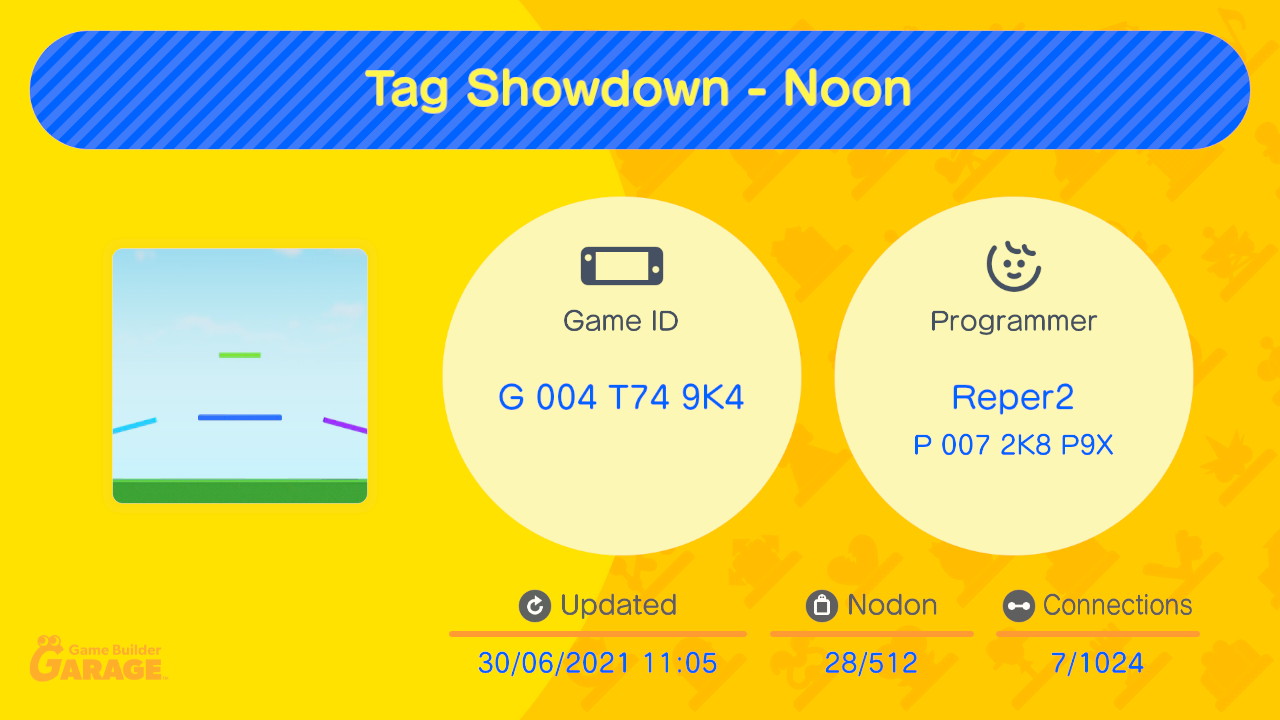 Tag Showdown - Noon
Game ID
G 004 T74 9K4
Programmer
Reper2
P 007 2K8 P9X
Updated
30/06/2021 11:05
Nodon
28/512
Connections
7/1024
Game Builder
GARAGE